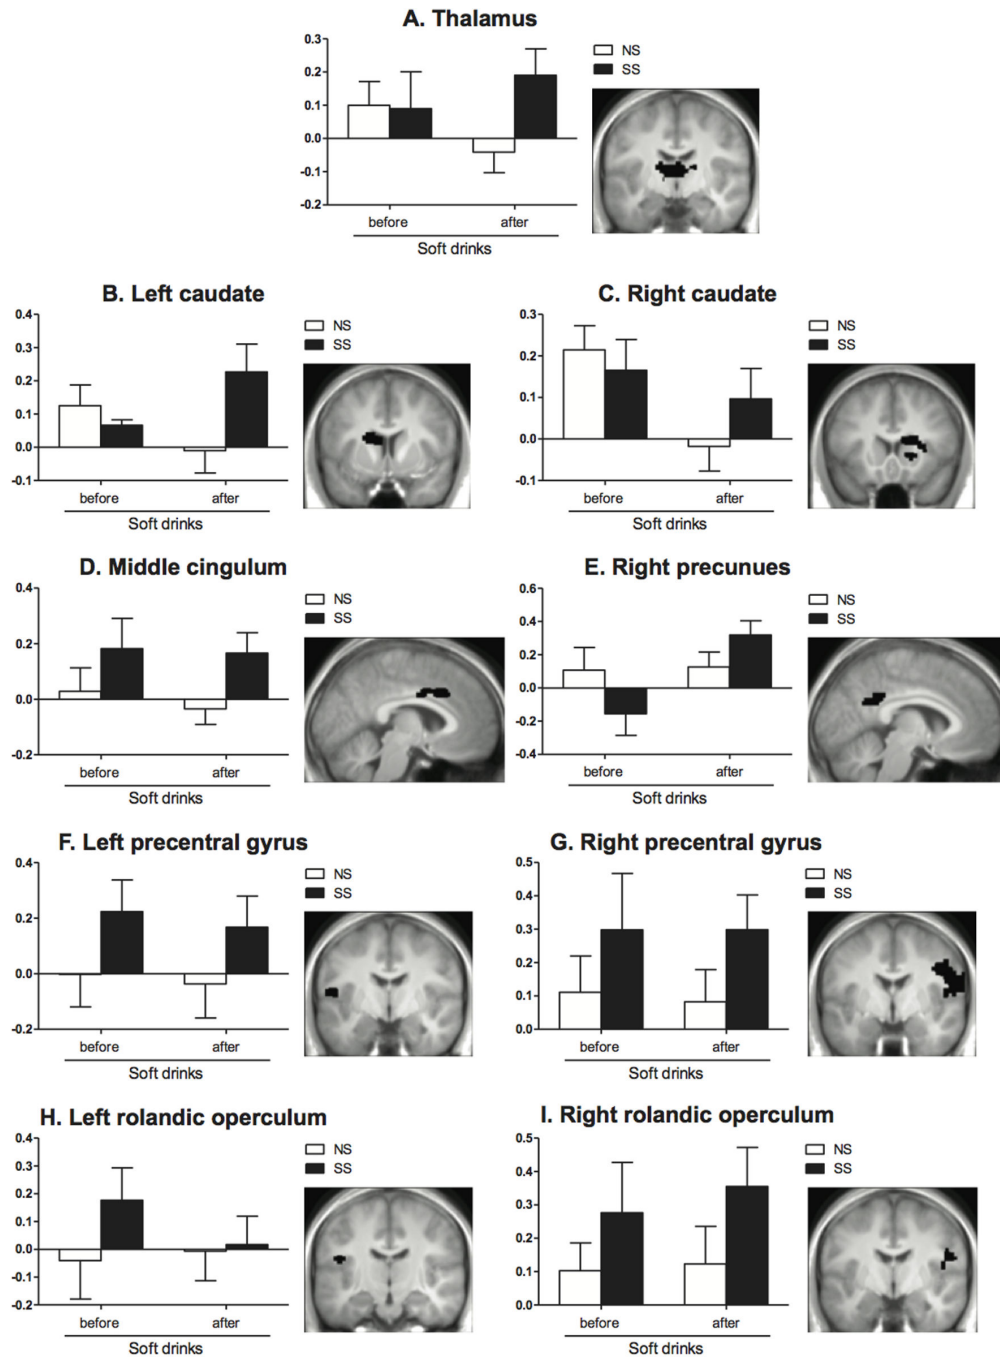 A. Thalamus
0.3
0.2
0.1
0.0
-0.1
-0.2
NS
SS
before after
Soft drinks
B. Left caudate
0.4
0.3
0.2
0.1
0.0
-0.1
NS
SS
before after
Soft drinks
C. Right caudate
0.3
0.2
0.1
0.0
-0.1
NS
SS
before after
Soft drinks
D. Middle cingulum
0.4
0.2
0.0
-0.2
NS
SS
before after
Soft drinks
E. Right precunues
0.6
0.4
0.2
0.0
-0.2
-0.4
NS
SS
before after
Soft drinks
F. Left precentral gyrus
0.4
0.2
0.0
-0.2
NS
SS
before after
Soft drinks
G. Right precentral gyrus
0.5
0.4
0.3
0.2
0.1
0.0
NS
SS
before after
Soft drinks
H. Left rolandic operculum
0.4
0.3
0.2
0.1
0.0
-0.1
-0.2
NS
SS
before after
Soft drinks
I. Right rolandic operculum
0.5
0.4
0.3
0.2
0.1
0.0
NS
SS
before after
Soft drinks